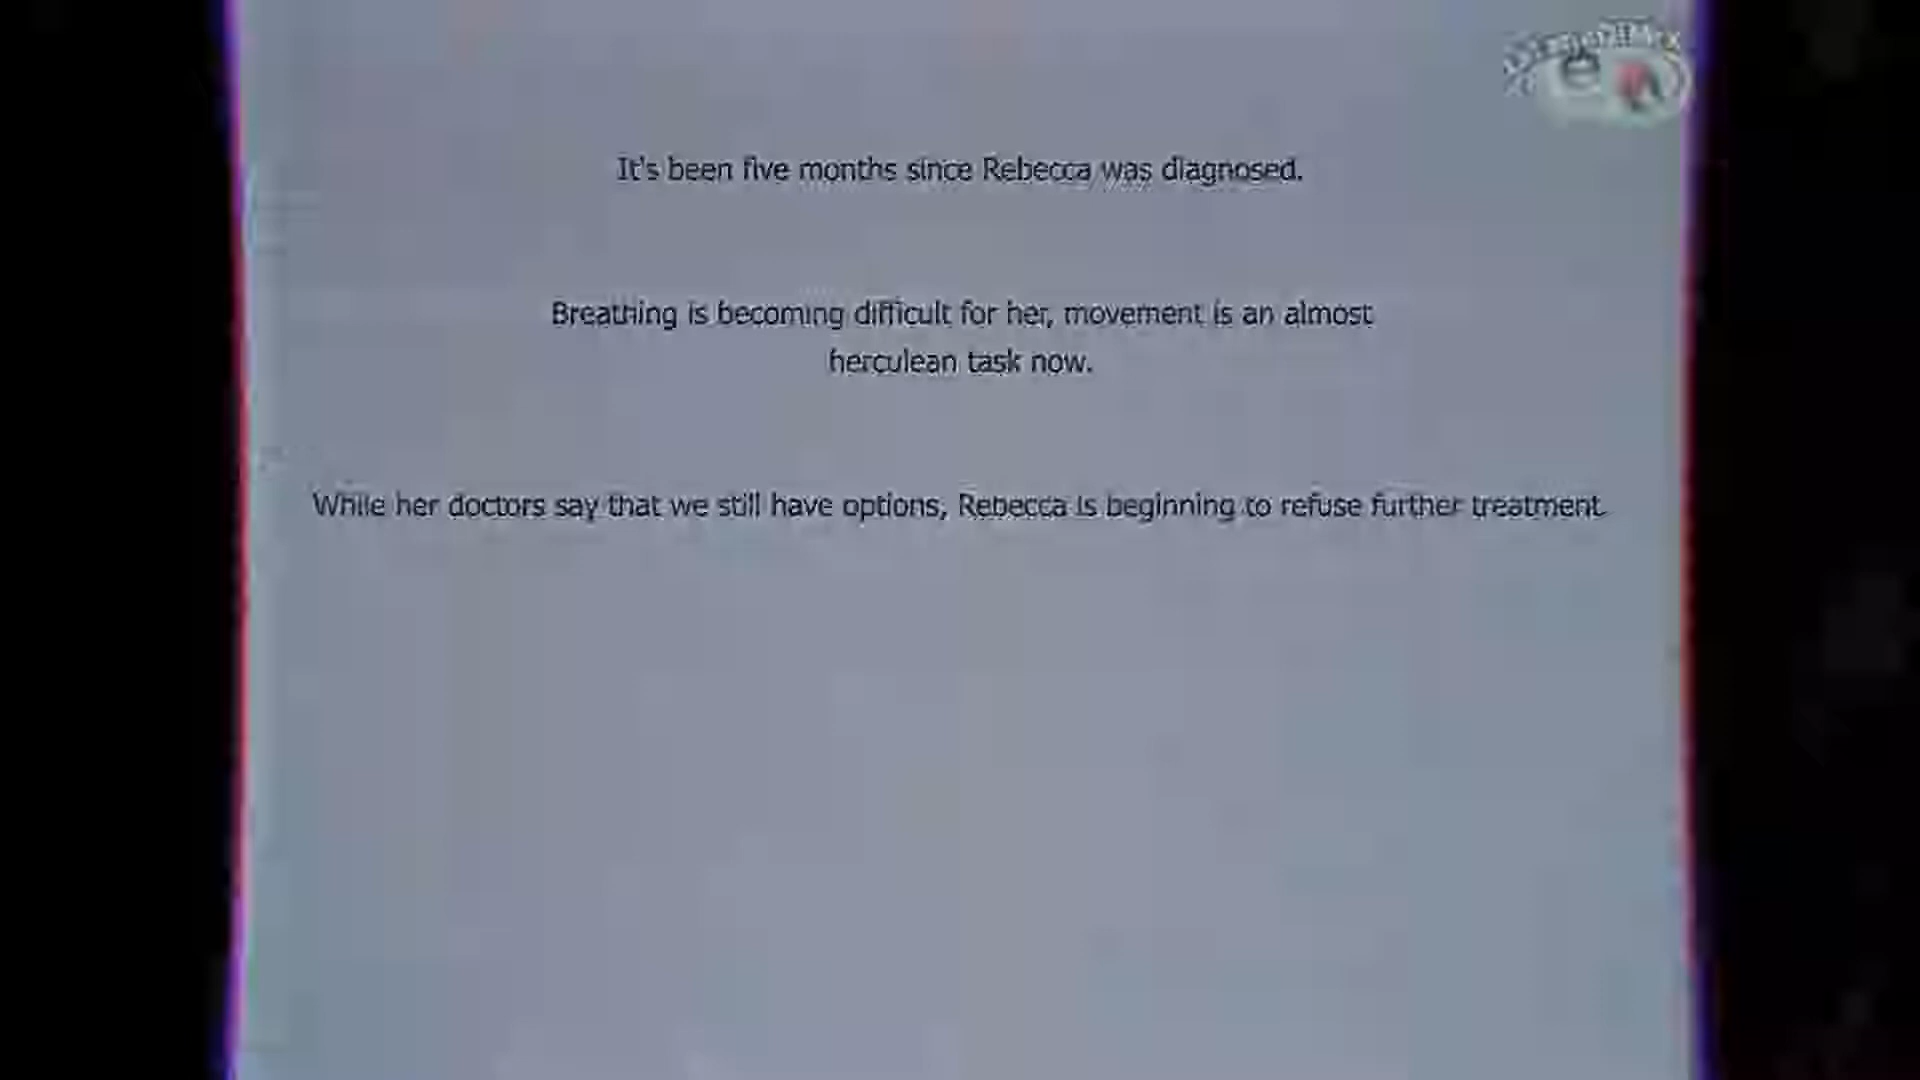 It's been five months since Rebecca was diagnosed.
Breathing is becoming difficult for her, movement is an almost
herculean task now.
While her doctors say that we still have options, Rebecca is beginning to refuse further treatment.